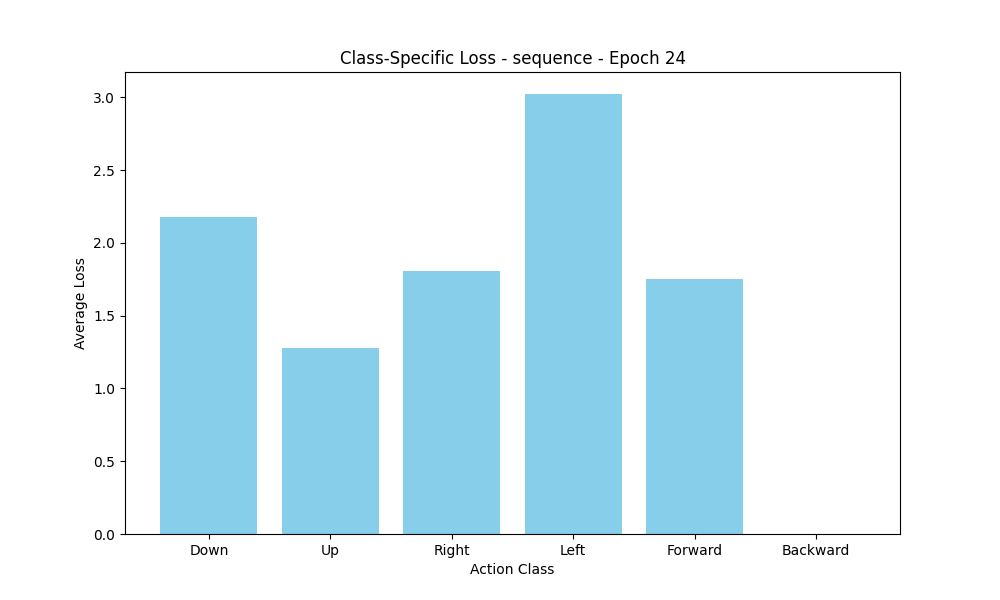 Class-Specific Loss - sequence - Epoch 24
3.0
2.5
2.0
1.5
1.0
0.5
0.0
Average Loss
Down Up Right Left Forward Backward
Action Class